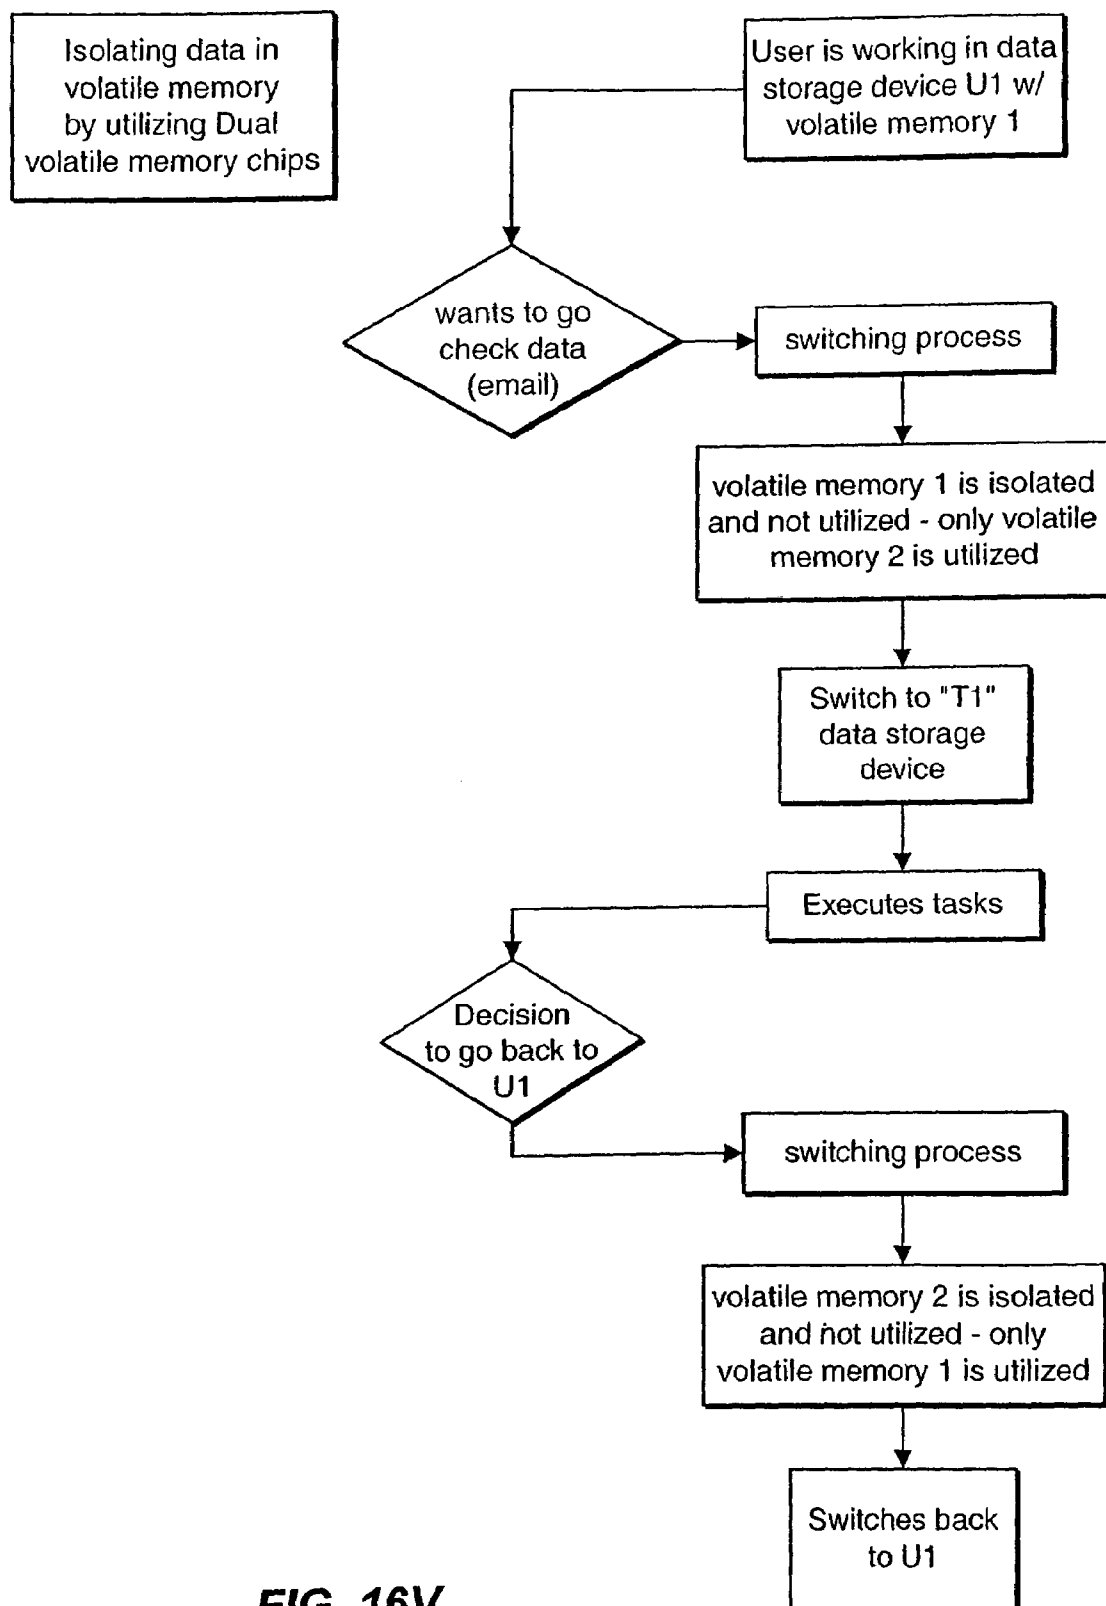 Isolating data in
volatile memory
by utilizing Dual
volatile memory chips
User is working in data
storage device U1 w/
volatile memory 1
wants to go
check data
(email)
switching process
volatile memory 1 is isolated
and not utilized - only volatile
memory 2 is utilized
Switch to "T1"
data storage
device
Executes tasks
Decision
to go back to
U1
switching process
volatile memory 2 is isolated
and not utilized - only
volatile memory 1 is utilized
Switches back
to U1
FIG. 16V